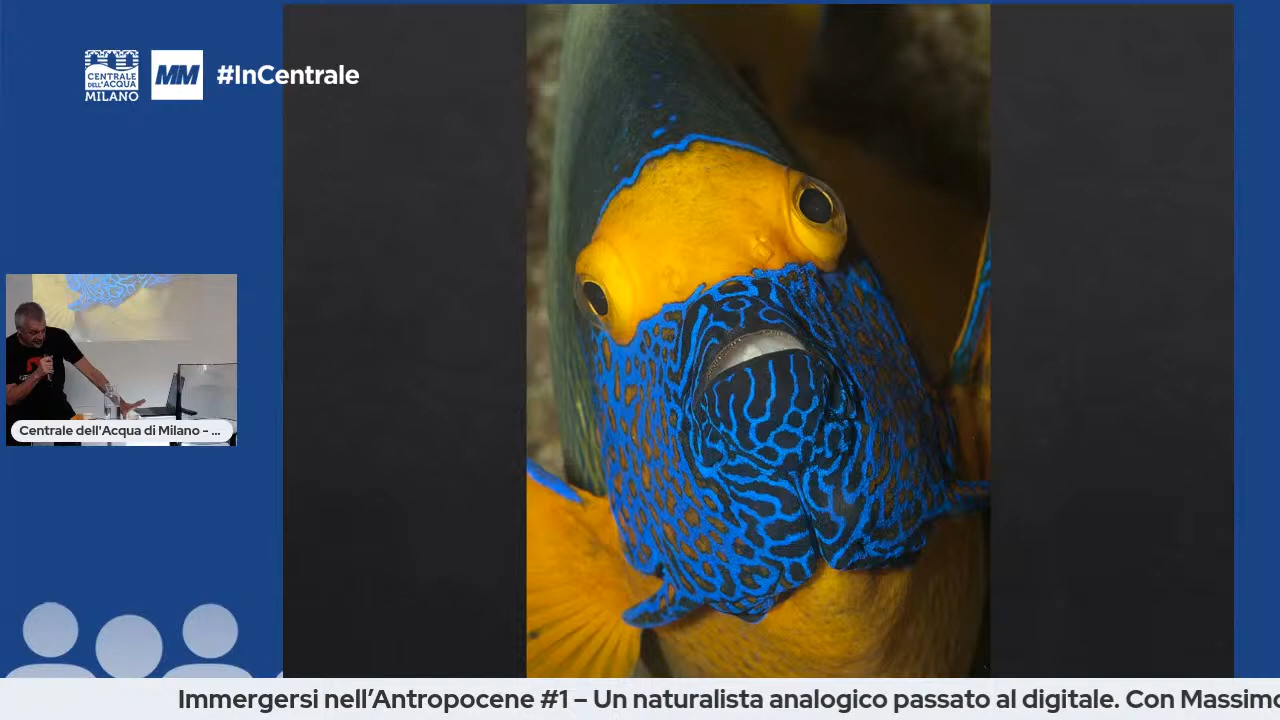 CENTRALE
DELL'ACQUA
MILANO
MM
#InCentrale
Centrale dell'Acqua di Milano - ...
Immergersi nell’Antropocene #1 – Un naturalista analogico passato al digitale. Con Massimo